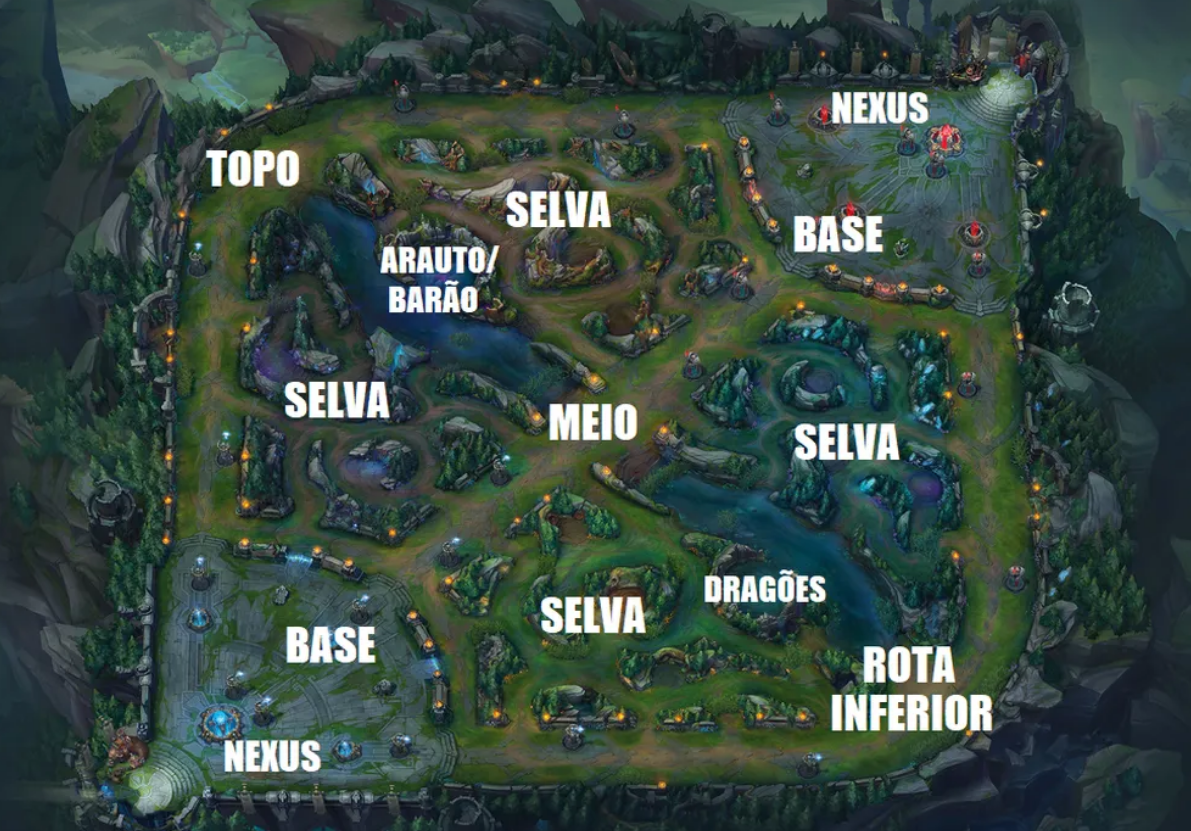 NEXUS
TOPO
SELVA
BASE
ARAUTO/
BARÃO
SELVA
MEIO
SELVA
DRAGÕES
SELVA
BASE
ROTA
INFERIOR
NEXUS